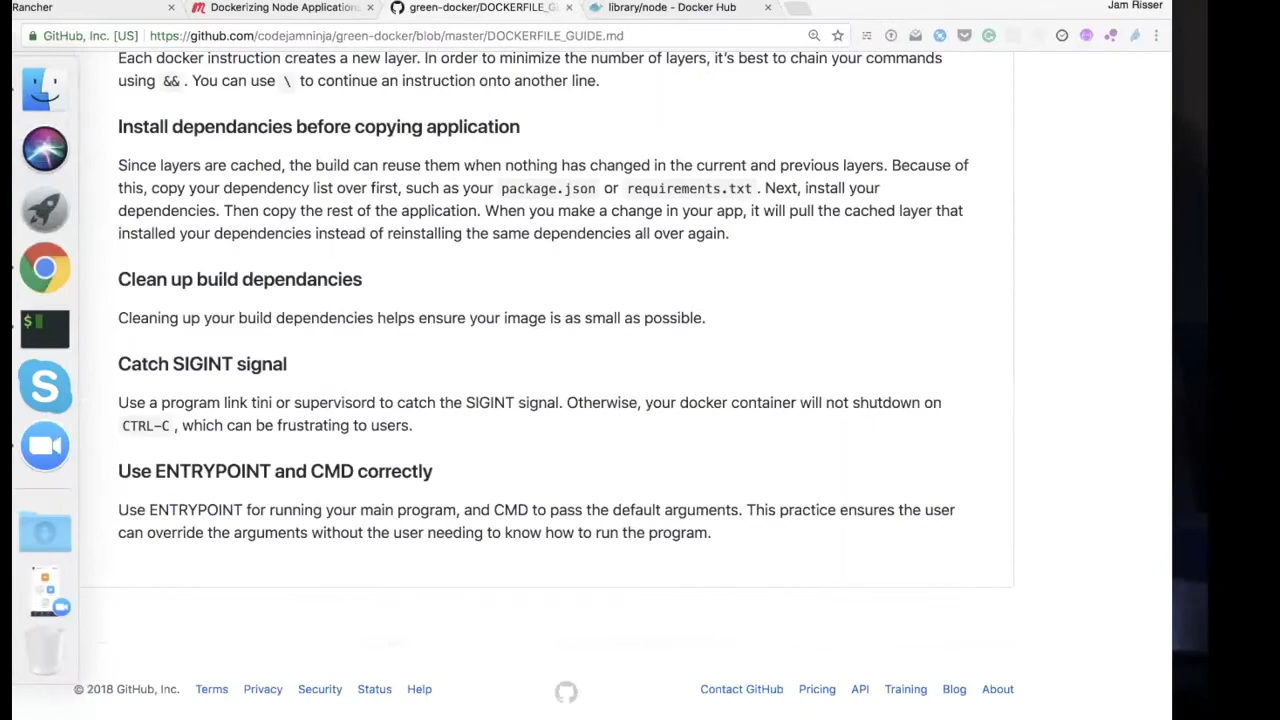 Jam Risser
Rancher
Dockerizing Node Application
green-docker/DOCKERFILE_G
library/node - Docker Hub
GitHub, Inc. [US]
https://github.com/codejamninja/green-docker/blob/master/DOCKERFILE_GUIDE.md
Each docker instruction creates a new layer. In order to minimize the number of layers, it's best to chain your commands
using && . You can use \ to continue an instruction onto another line.
Install dependancies before copying application
Since layers are cached, the build can reuse them when nothing has changed in the current and previous layers. Because of
this, copy your dependency list over first, such as your package.json or requirements.txt . Next, install your
dependencies. Then copy the rest of the application. When you make a change in your app, it will pull the cached layer that
installed your dependencies instead of reinstalling the same dependencies all over again.
Clean up build dependancies
Cleaning up your build dependencies helps ensure your image is as small as possible.
Catch SIGINT signal
Use a program link tini or supervisord to catch the SIGINT signal. Otherwise, your docker container will not shutdown on
CTRL-C , which can be frustrating to users.
Use ENTRYPOINT and CMD correctly
Use ENTRYPOINT for running your main program, and CMD to pass the default arguments. This practice ensures the user
can override the arguments without the user needing to know how to run the program.
© 2018 GitHub, Inc. Terms Privacy Security Status Help
Contact GitHub Pricing API Training Blog About